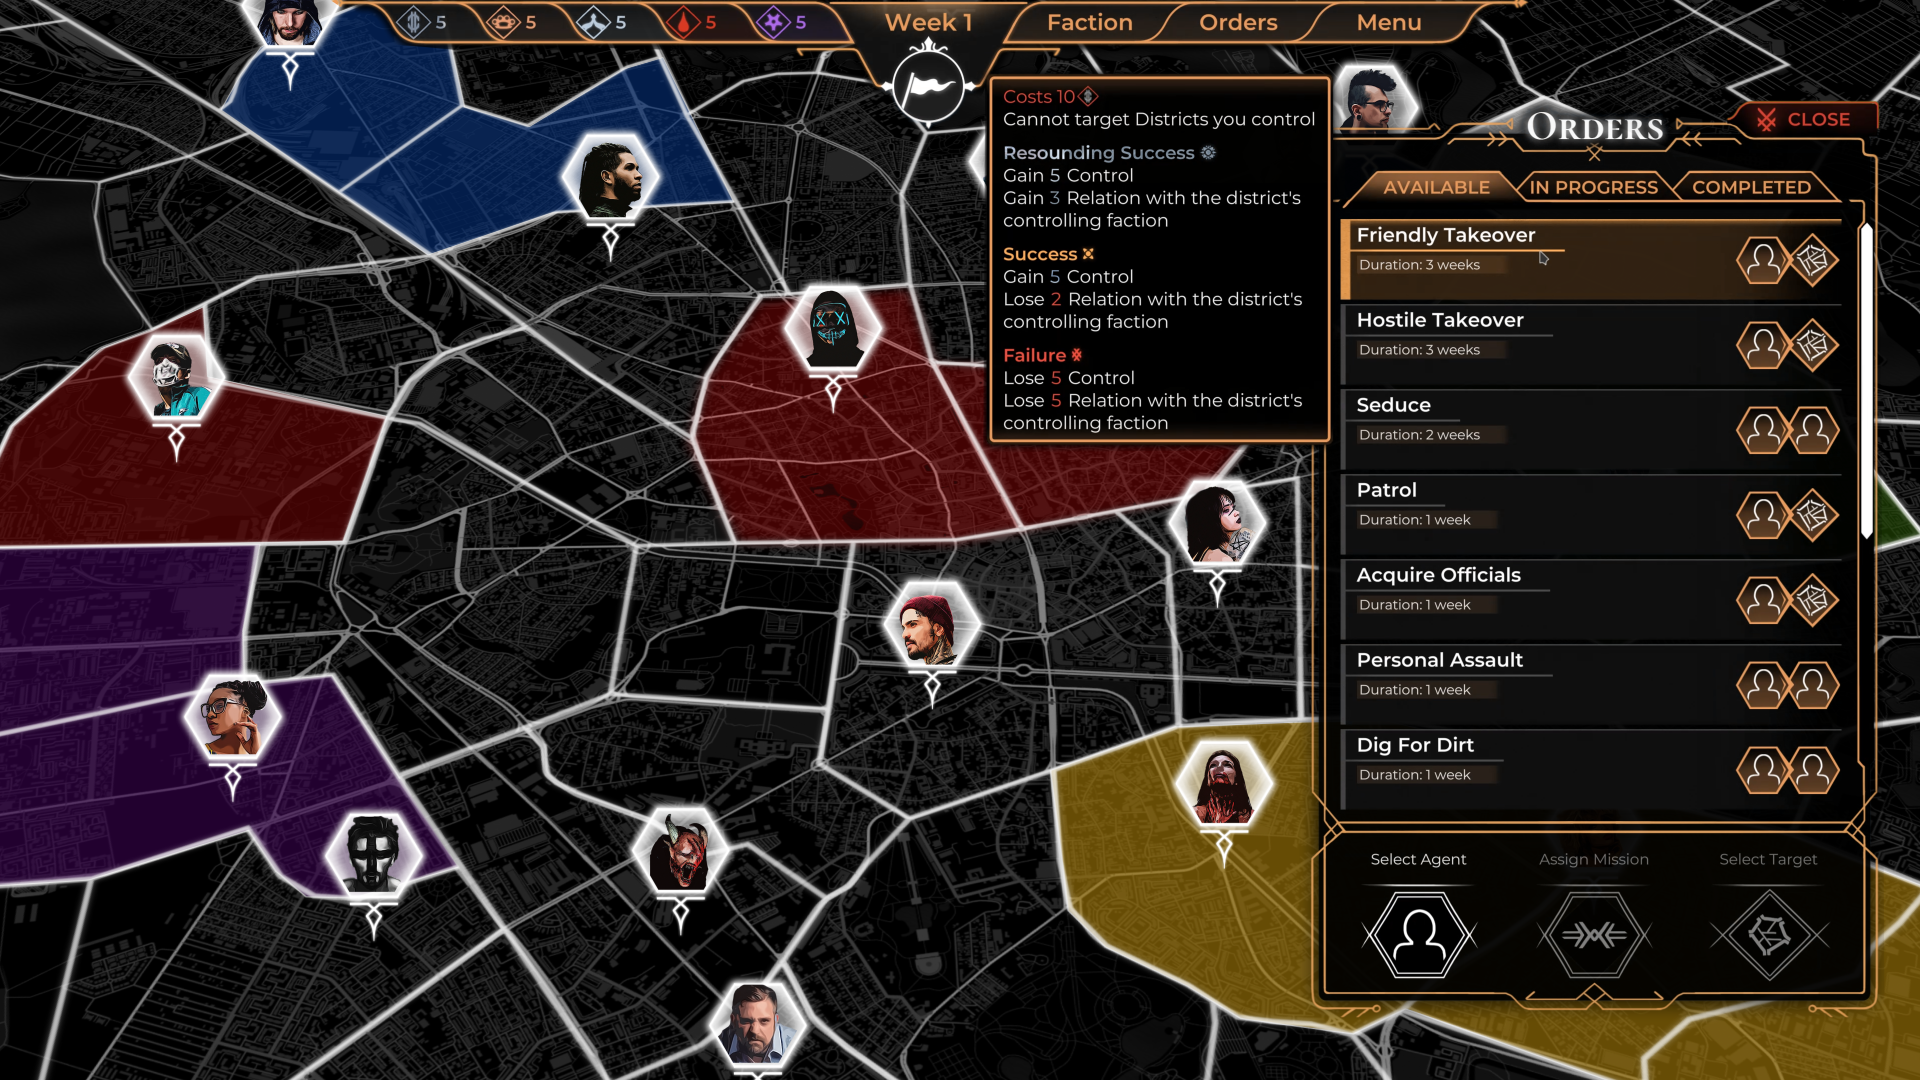 5 5 5 5 5 Week 1 Faction Orders Menu
Costs 10
Cannot target Districts you control
Resounding Success
Gain 5 Control
Gain 3 Relation with the district's
controlling faction
Success
Gain 5 Control
Lose 2 Relation with the district's
controlling faction
Failure
Lose 5 Control
Lose 5 Relation with the district's
controlling faction
ORDERS
CLOSE
AVAILABLE IN PROGRESS COMPLETED
Friendly Takeover
Duration: 3 weeks
Hostile Takeover
Duration: 3 weeks
Seduce
Duration: 2 weeks
Patrol
Duration: 1 week
Acquire Officials
Duration: 1 week
Personal Assault
Duration: 1 week
Dig For Dirt
Duration: 1 week
Select Agent Assign Mission Select Target